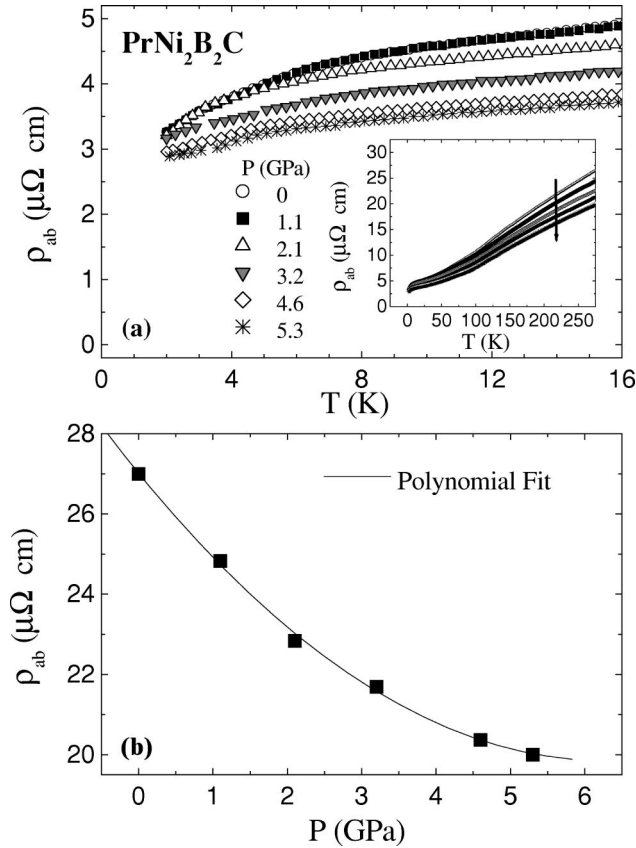 5
4
3
2
1
0
ρab (μΩ cm)
PrNi2B2C
P (GPa)
0
1.1
2.1
3.2
4.6
5.3
(a)
30
25
20
15
10
5
0
ρab (μΩ cm)
0 50 100 150 200 250
T (K)
0 4 8 12 16
T (K)
28
26
24
22
20
ρab (μΩ cm)
Polynomial Fit
(b)
0 1 2 3 4 5 6
P (GPa)